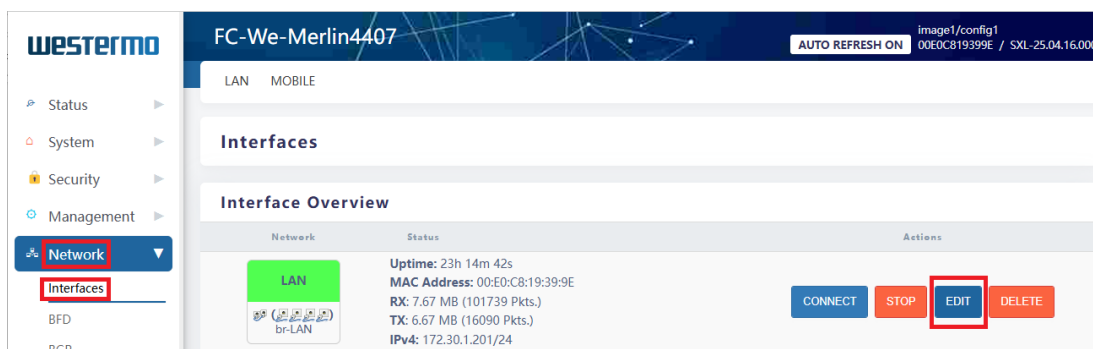 westermo
FC-We-Merlin4407
AUTO REFRESH ON
image1/config1
00E0C819399E / SXL-25.04.16.000
LAN MOBILE
Status
System
Security
Management
Network
Interfaces
BFD
BGP
Interfaces
Interface Overview
Network Status Actions
LAN
br-LAN
Uptime: 23h 14m 42s
MAC Address: 00:E0:C8:19:39:9E
RX: 7.67 MB (101739 Pkts.)
TX: 6.67 MB (16090 Pkts.)
IPv4: 172.30.1.201/24
CONNECT STOP EDIT DELETE